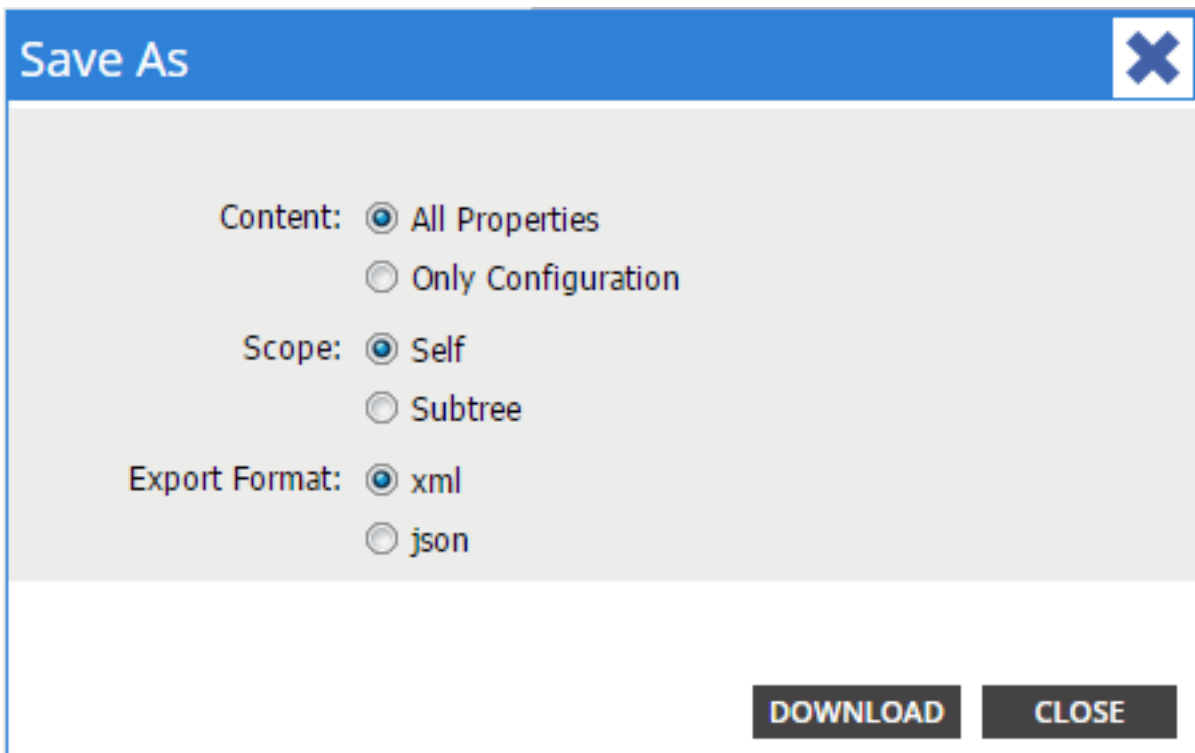 Save As
Content: All Properties
Only Configuration
Scope: Self
Subtree
Export Format: xml
json
DOWNLOAD CLOSE